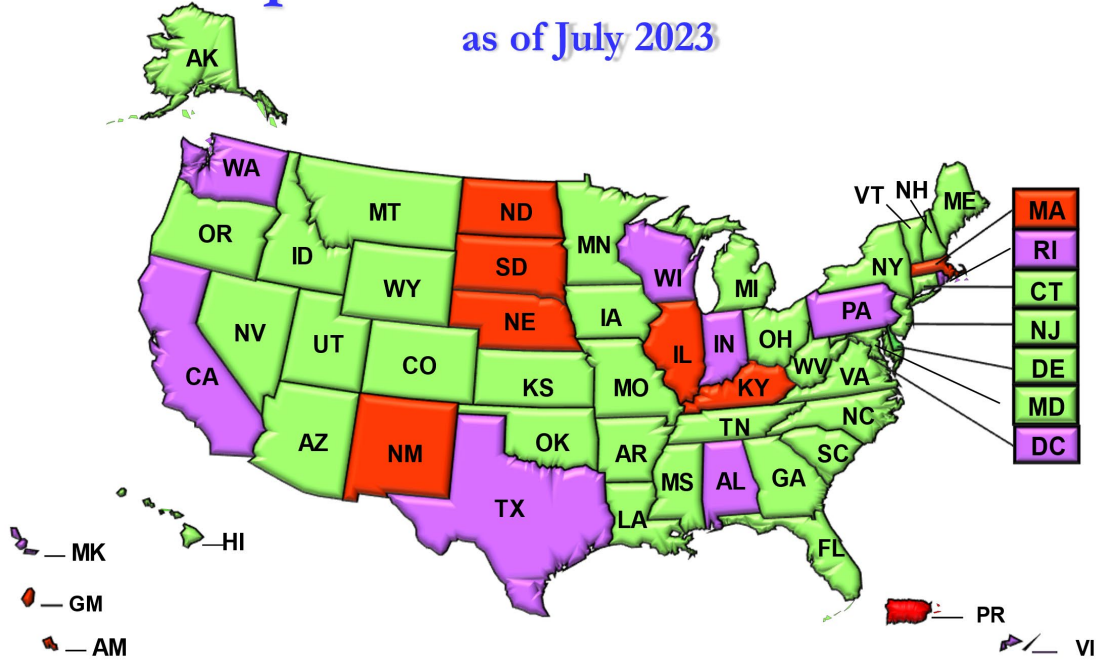 as of July 2023
AK
WA
MT
ND
MN
OR
ID
WY
SD
WI
MI
NY
VT
NH
ME
MA
RI
CT
NJ
DE
MD
DC
NV
UT
CO
NE
IA
IL
IN
OH
PA
CA
KS
MO
KY
WV
VA
AZ
NM
OK
AR
TN
NC
SC
TX
LA
MS
AL
GA
FL
HI
MK
GM
AM
PR
VI